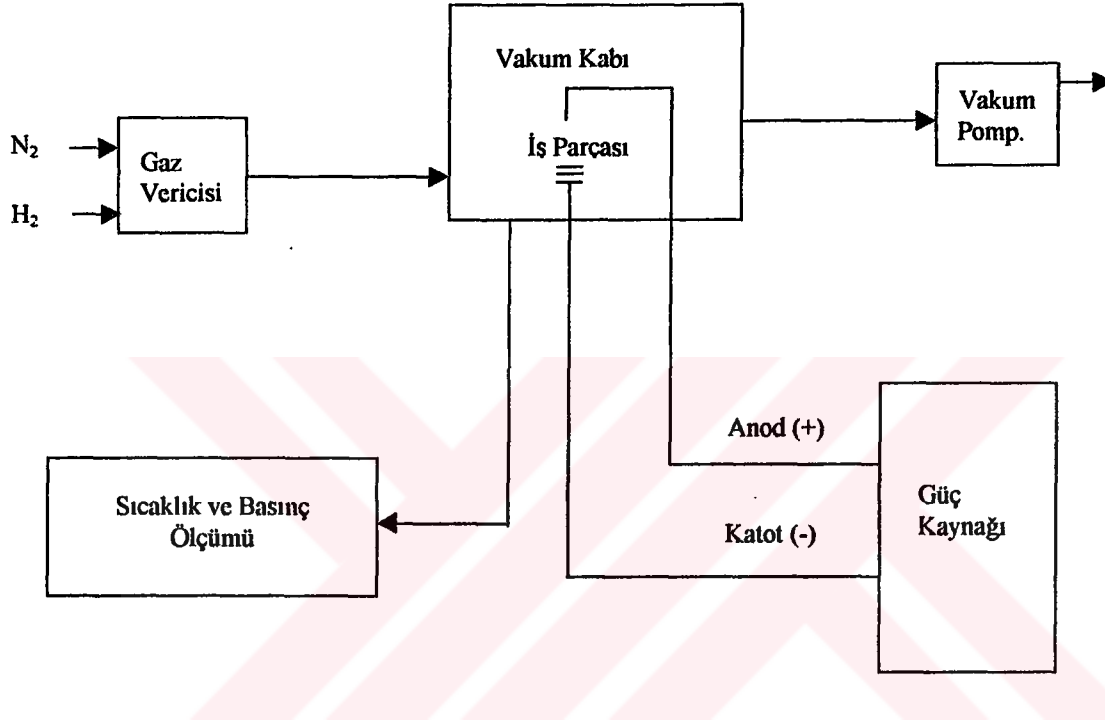 Vakum Kabı
Vakum
Pomp.
N₂
İş Parçası
Gaz
Vericisi
H₂
Anod (+)
Sıcaklık ve Basınç
Ölçümü
Güç
Kaynağı
Katot (-)